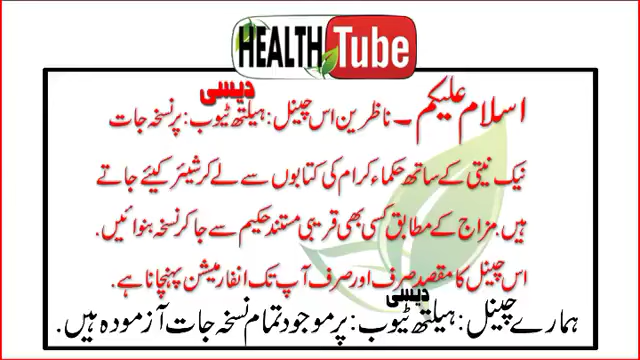 HEALTH Tube
اسلام علیکم ۔ ناظرین اس چینل : دیسی ہیلتھ ٹیوب : پر نسخہ جات
نیک نیتی کے ساتھ حکماء کرام کی کتابوں سے لے کر شیئر کیئے جاتے
ہیں . مزاج کے مطابق کسی بھی قریبی مستند حکیم سے جا کر نسخہ بنوائیں .
اس چینل کا مقصد صرف اور صرف آپ تک انفارمیشن پہنچانا ہے .
ہمارے چینل : دیسی ہیلتھ ٹیوب : پر موجود تمام نسخہ جات آزمودہ ہیں .